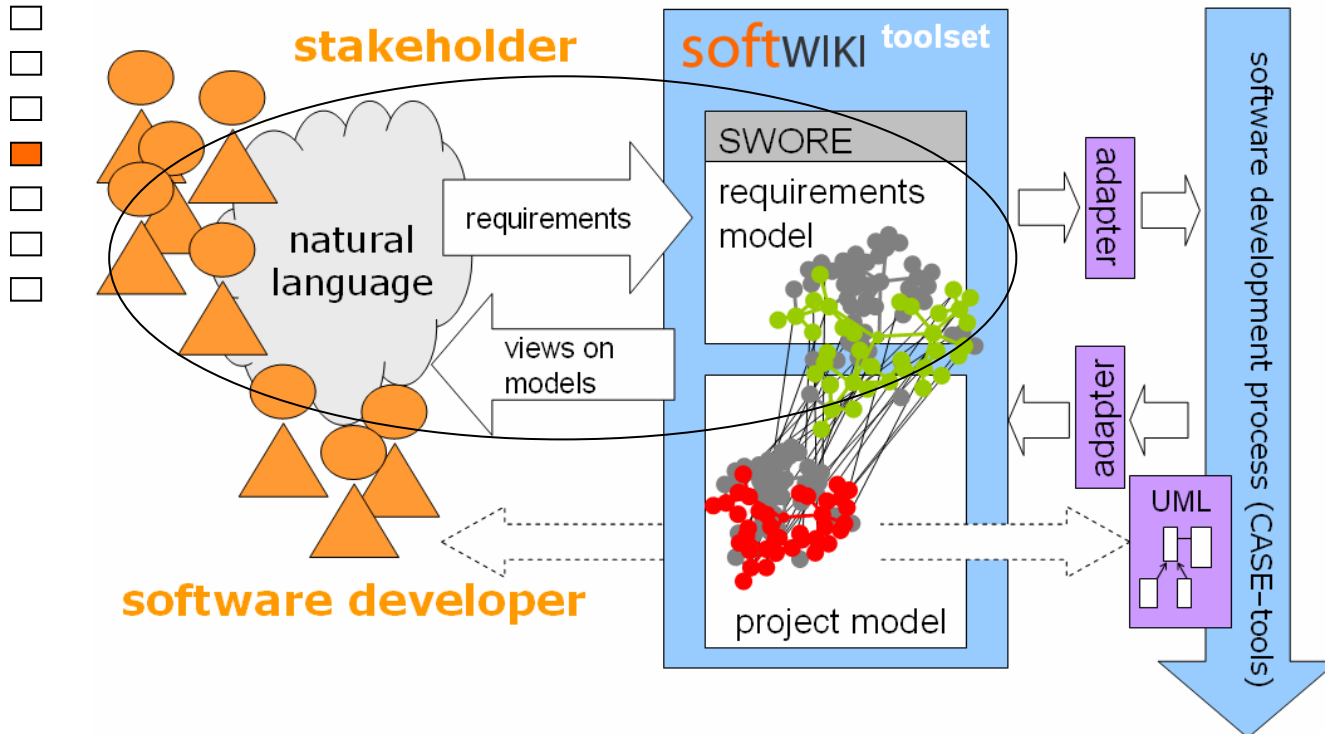 stakeholder
softWIKI toolset
SWORE
requirements
model
natural
language
requirements
views on
models
adapter
adapter
UML
project model
software developer
software development process (CASE-tools)